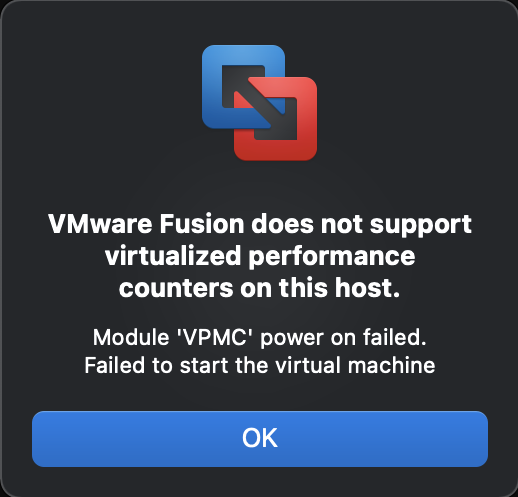 VMware Fusion does not support
virtualized performance
counters on this host.
Module 'VPMC' power on failed.
Failed to start the virtual machine
OK